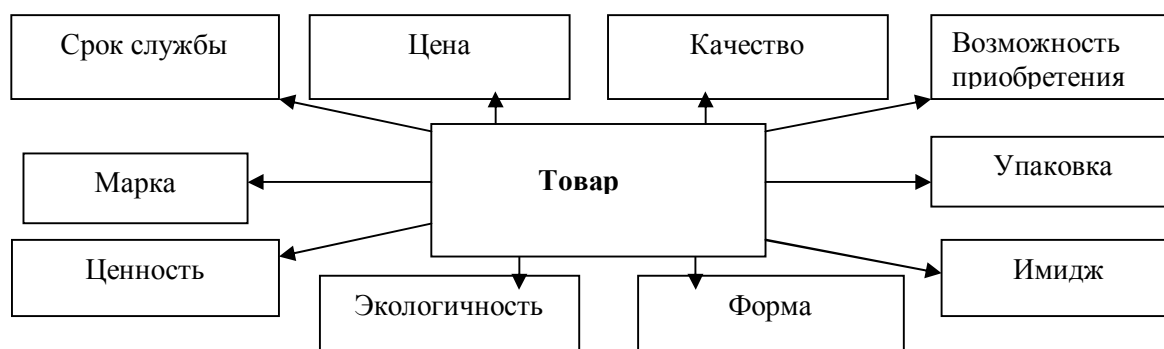 Срок службы
Цена
Качество
Возможность
приобретения
Марка
Товар
Упаковка
Ценность
Экологичность
Форма
Имидж